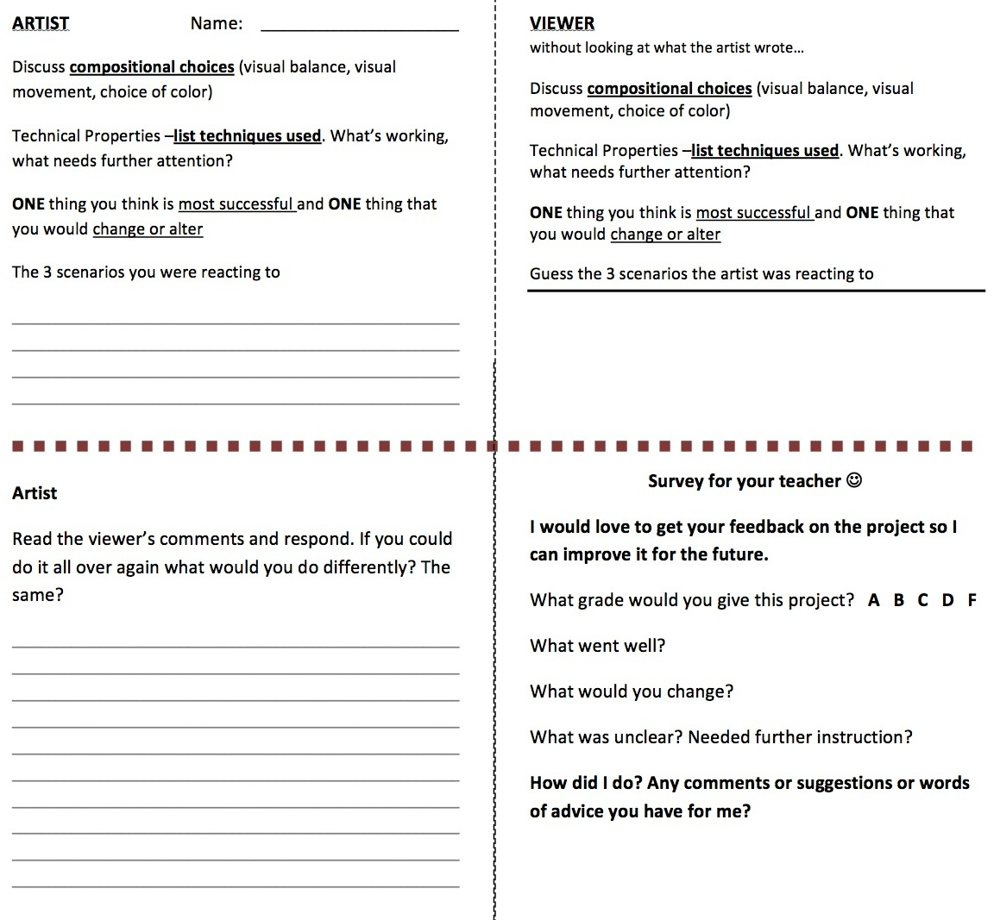 ARTIST Name: ____________________
Discuss compositional choices (visual balance, visual
movement, choice of color)
Technical Properties –list techniques used. What’s working,
what needs further attention?
ONE thing you think is most successful and ONE thing that
you would change or alter
The 3 scenarios you were reacting to
VIEWER
without looking at what the artist wrote…
Discuss compositional choices (visual balance, visual
movement, choice of color)
Technical Properties –list techniques used. What’s working,
what needs further attention?
ONE thing you think is most successful and ONE thing that
you would change or alter
Guess the 3 scenarios the artist was reacting to
Artist
Read the viewer’s comments and respond. If you could
do it all over again what would you do differently? The
same?
Survey for your teacher ☺
I would love to get your feedback on the project so I
can improve it for the future.
What grade would you give this project? A B C D F
What went well?
What would you change?
What was unclear? Needed further instruction?
How did I do? Any comments or suggestions or words
of advice you have for me?